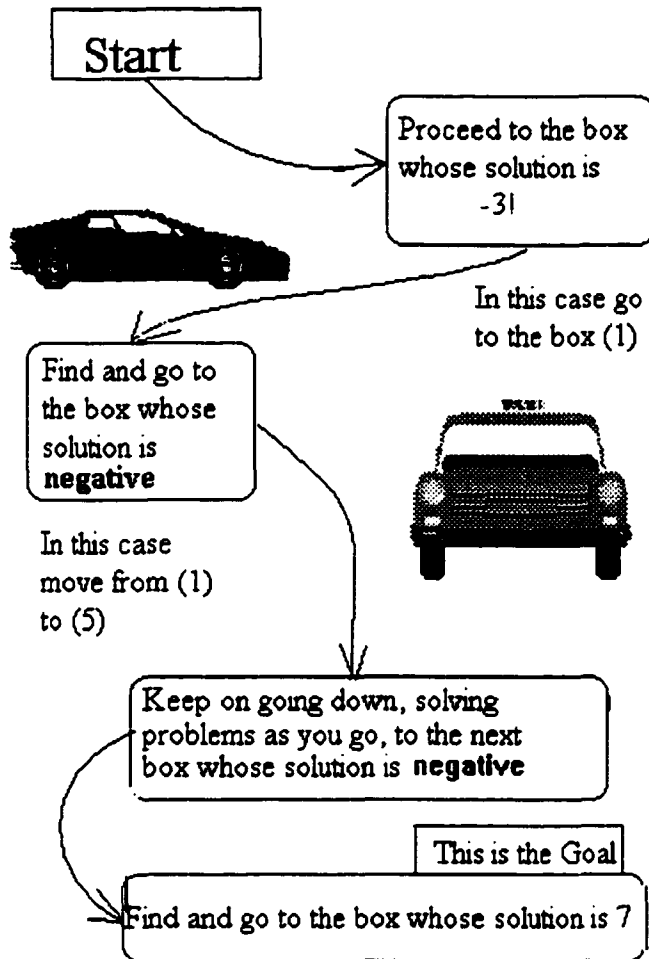 Start
Proceed to the box
whose solution is
-3!
In this case go
to the box (1)
Find and go to
the box whose
solution is
negative
In this case
move from (1)
to (5)
Keep on going down, solving
problems as you go, to the next
box whose solution is negative
This is the Goal
Find and go to the box whose solution is 7